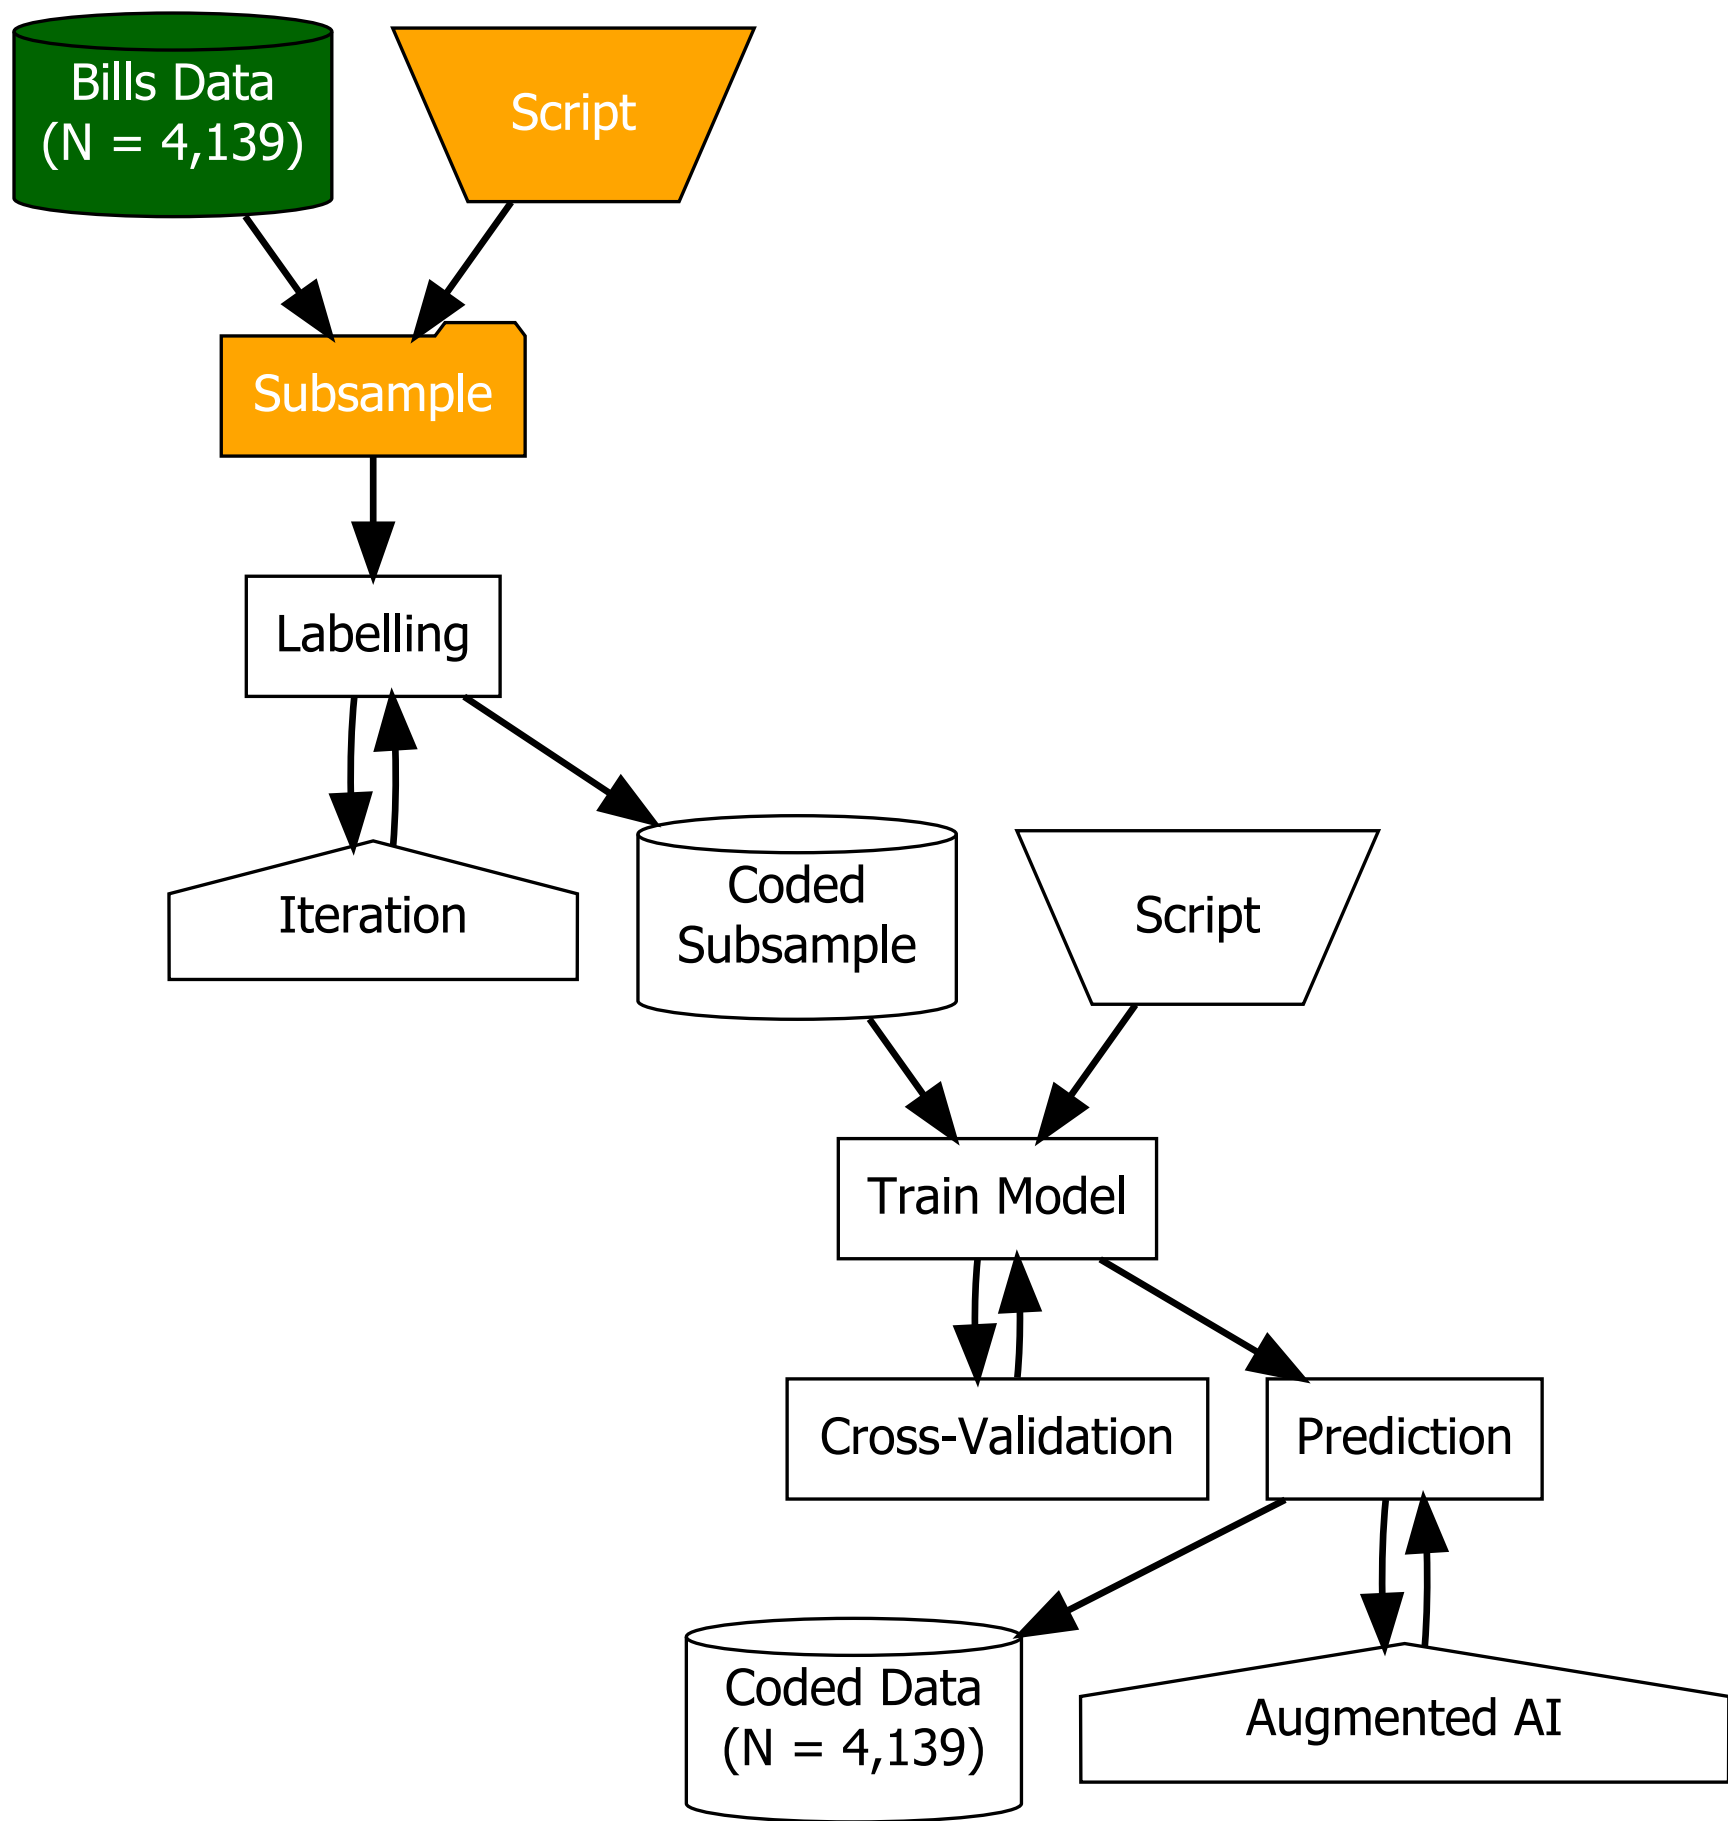 Bills Data
(N = 4,139)
Script
Subsample
Labelling
Iteration
Coded
Subsample
Script
Train Model
Cross-Validation
Prediction
Coded Data
(N = 4,139)
Augmented AI